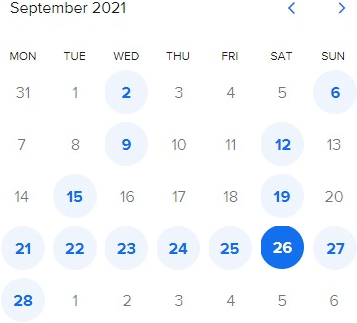 September 2021
MON TUE WED THU FRI SAT SUN
31 1 2 3 4 5 6
7 8 9 10 11 12 13
14 15 16 17 18 19 20
21 22 23 24 25 26 27
28 1 2 3 4 5 6